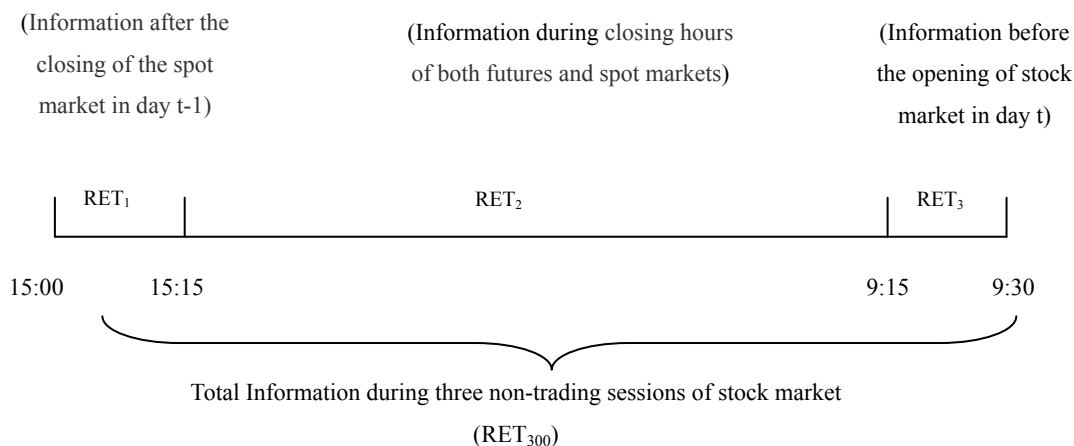 (Information after the
closing of the spot
market in day t-1)
(Information during closing hours
of both futures and spot markets)
(Information before
the opening of stock
market in day t)
RET₁
RET₂
RET₃
15:00
15:15
9:15
9:30
Total Information during three non-trading sessions of stock market
(RET₃₀₀)